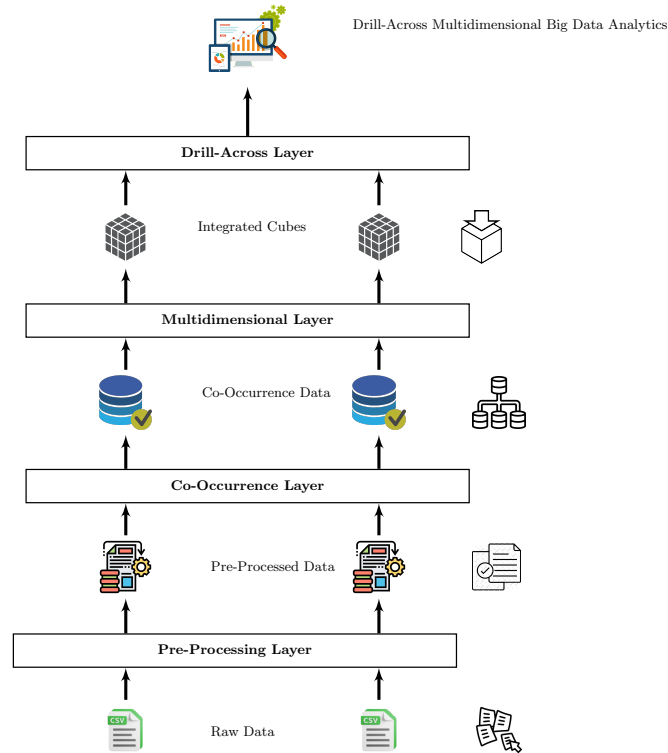 Drill-Across Multidimensional Big Data Analytics
Drill-Across Layer
Integrated Cubes
Multidimensional Layer
Co-Occurrence Data
Co-Occurrence Layer
Pre-Processed Data
Pre-Processing Layer
CSV
Raw Data
CSV